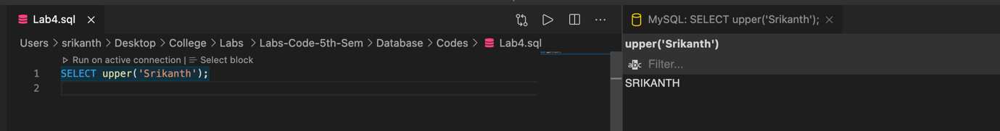 Lab4.sql
Users > srikanth > Desktop > College > Labs > Labs-Code-5th-Sem > Database > Codes > Lab4.sql
Run on active connection | Select block
1 SELECT upper('Srikanth');
2
MySQL: SELECT upper('Srikanth');
upper('Srikanth')
abc Filter...
SRIKANTH